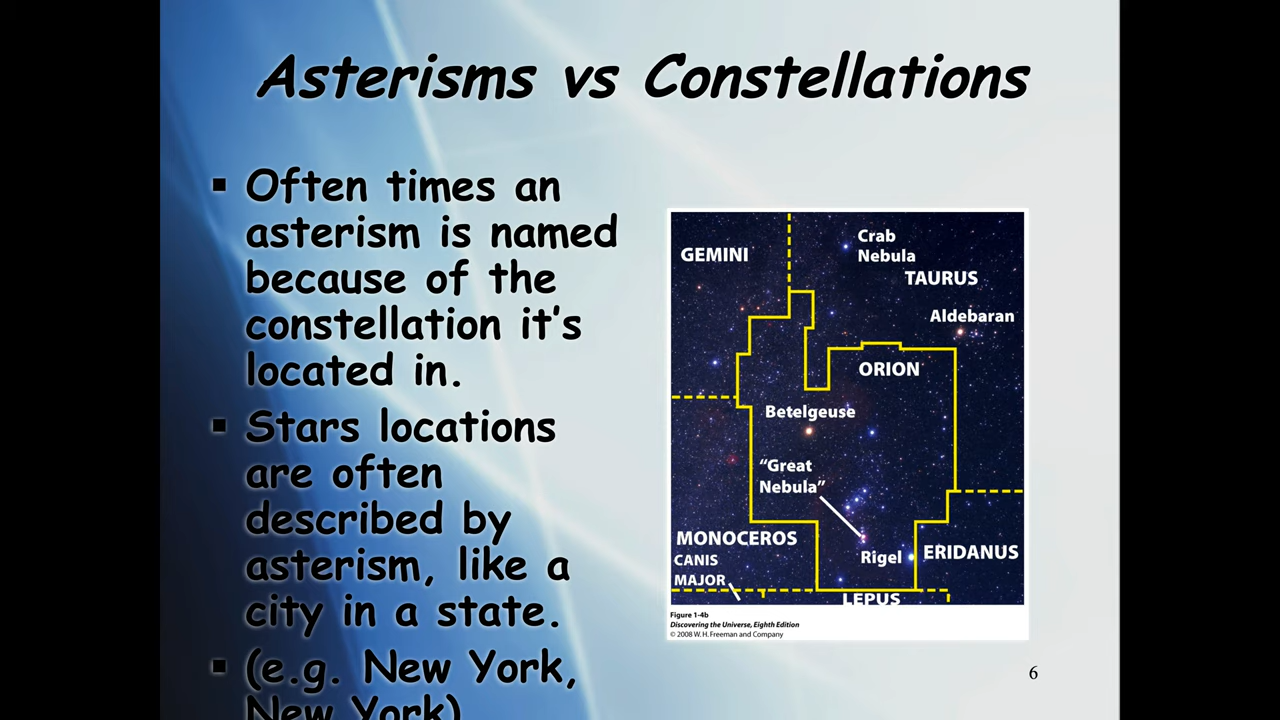 Asterisms vs Constellations
▪ Often times an
asterism is named
because of the
constellation it’s
located in.
▪ Stars locations
are often
described by
asterism, like a
city in a state.
▪ (e.g. New York,
New York)
GEMINI
Crab
Nebula
TAURUS
Aldebaran
ORION
Betelgeuse
“Great
Nebula”
MONOCEROS
CANIS
MAJOR
Rigel
ERIDANUS
LEPUS
Figure 1-4b
Discovering the Universe, Eighth Edition
© 2008 W. H. Freeman and Company
6